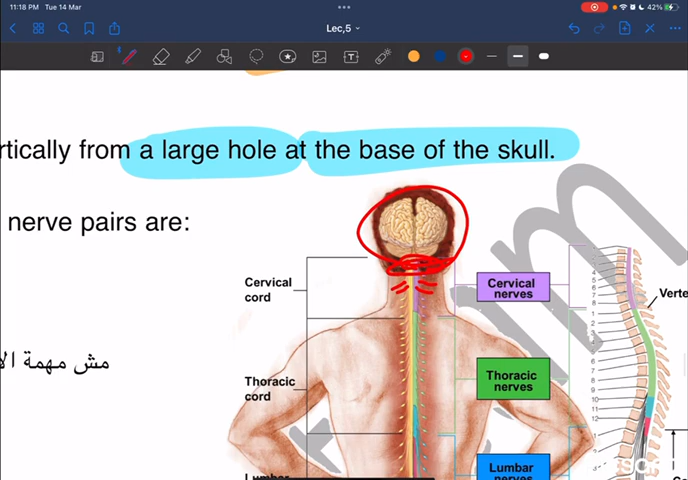 11:18 PM Tue 14 Mar
42%
Lec,5
rtically from a large hole at the base of the skull.
nerve pairs are:
Cervical
cord
Cervical
nerves
Verte
مش مهمة الا
Thoracic
cord
Thoracic
nerves
Lumbar
Lumbar
nerves